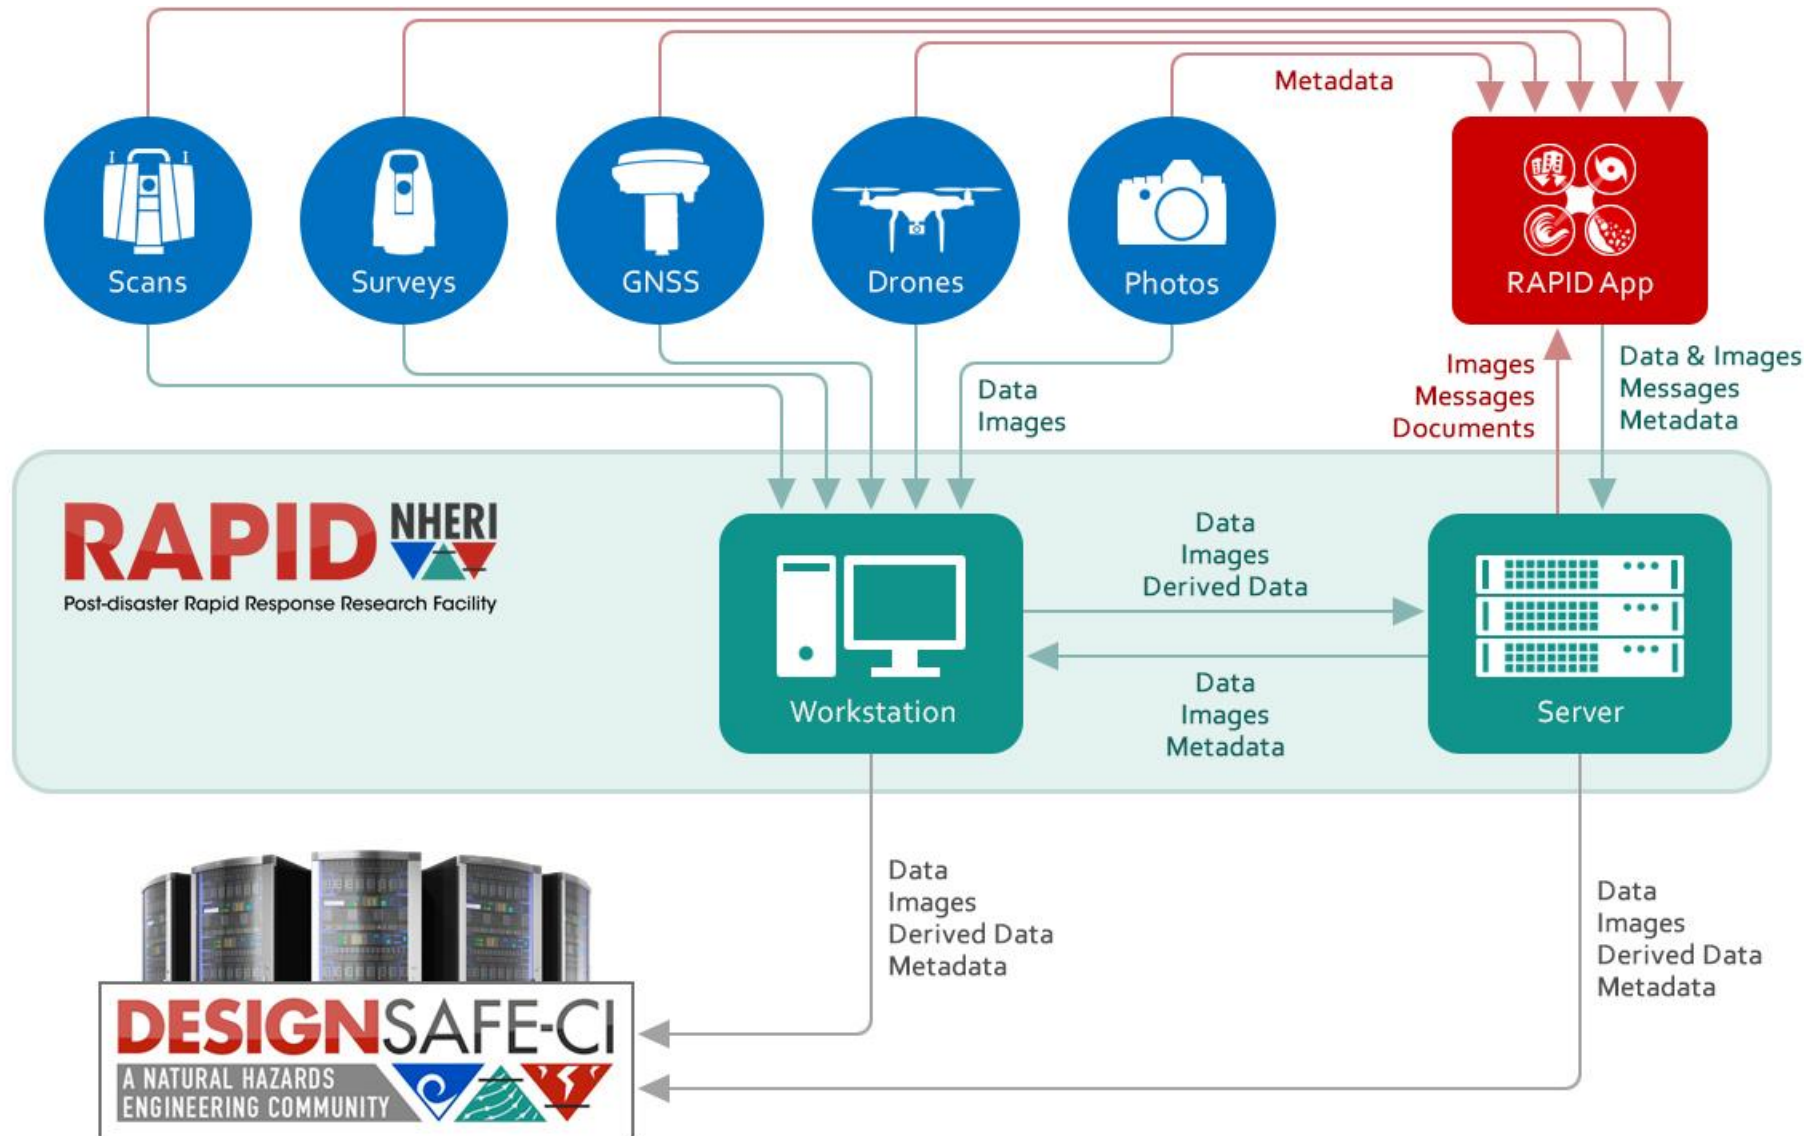 Metadata
Scans
Surveys
GNSS
Drones
Photos
RAPID App
Data
Images
Images
Messages
Documents
Data & Images
Messages
Metadata
RAPID NHERI
Post-disaster Rapid Response Research Facility
Data
Images
Derived Data
Workstation
Data
Images
Metadata
Server
Data
Images
Derived Data
Metadata
Data
Images
Derived Data
Metadata
DESIGNSAFE-CI
A NATURAL HAZARDS
ENGINEERING COMMUNITY